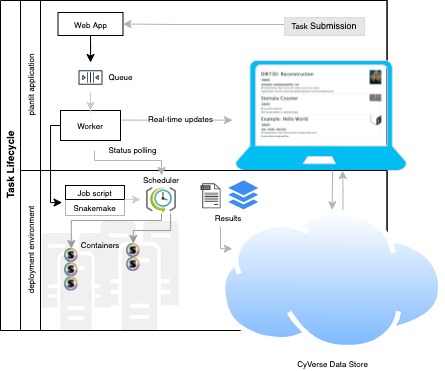 Task Lifecycle
plantit application
deployment environment
Web App
Task Submission
Queue
Worker
Real-time updates
DIRT3D: Reconstruction
Stomata Counter
Example: Hello World
Status polling
Scheduler
Job script
Snakemake
LOG
Results
Containers
S
S
S
S
S
CyVerse Data Store